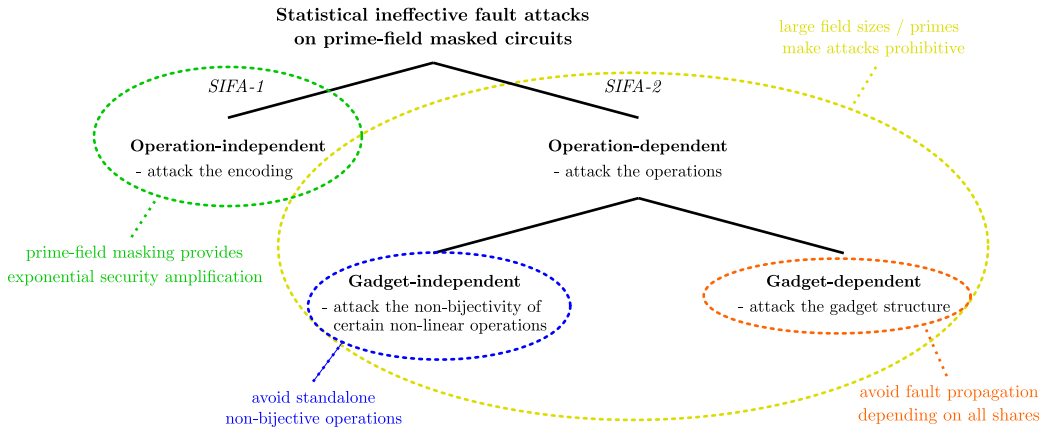 Statistical ineffective fault attacks
on prime-field masked circuits
large field sizes / primes
make attacks prohibitive
SIFA-1
SIFA-2
Operation-independent
- attack the encoding
Operation-dependent
- attack the operations
prime-field masking provides
exponential security amplification
Gadget-independent
- attack the non-bijectivity of
certain non-linear operations
Gadget-dependent
- attack the gadget structure
avoid standalone
non-bijective operations
avoid fault propagation
depending on all shares